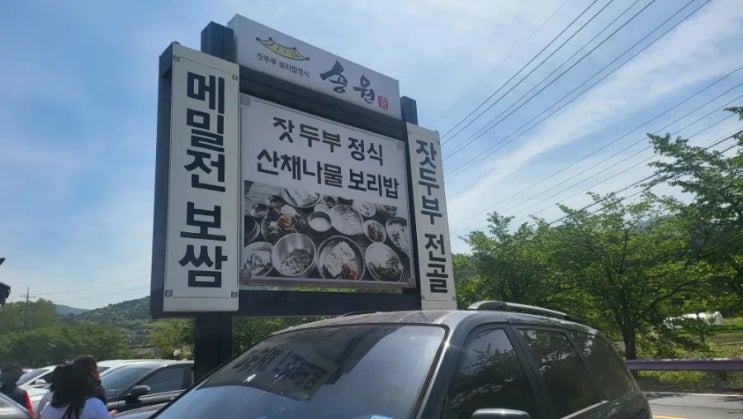 잣두부 보리밥정식
송원
메밀전 보쌈
잣두부 정식
산채나물 보리밥
잣두부 전골